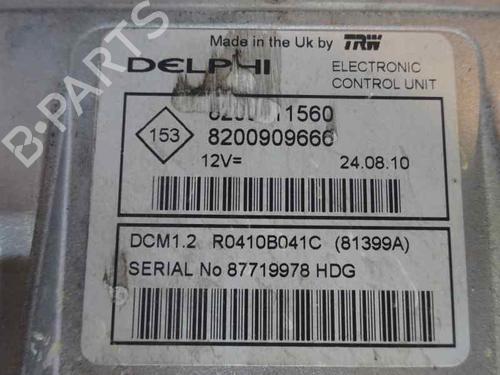 Made in the Uk by TRW
DELPHI
ELECTRONIC
CONTROL UNIT
153
8200909666
12V= 24.08.10
DCM1.2 R0410B041C (81399A)
SERIAL No 87719978 HDG
B-PARTS